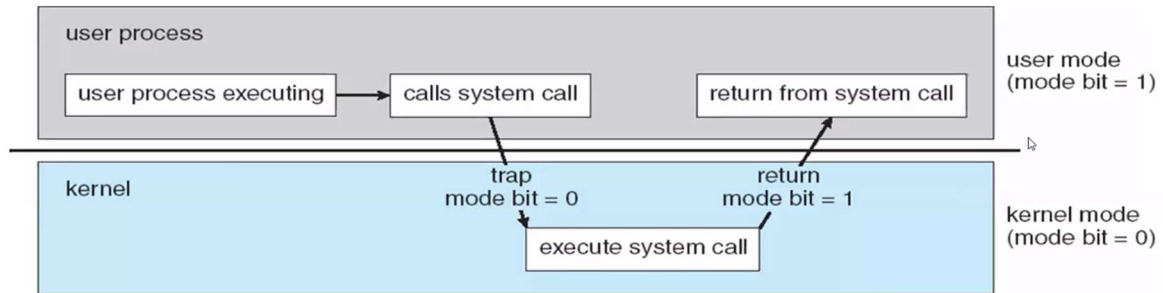 user process
user process executing
calls system call
return from system call
user mode
(mode bit = 1)
trap
mode bit = 0
return
mode bit = 1
kernel
execute system call
kernel mode
(mode bit = 0)